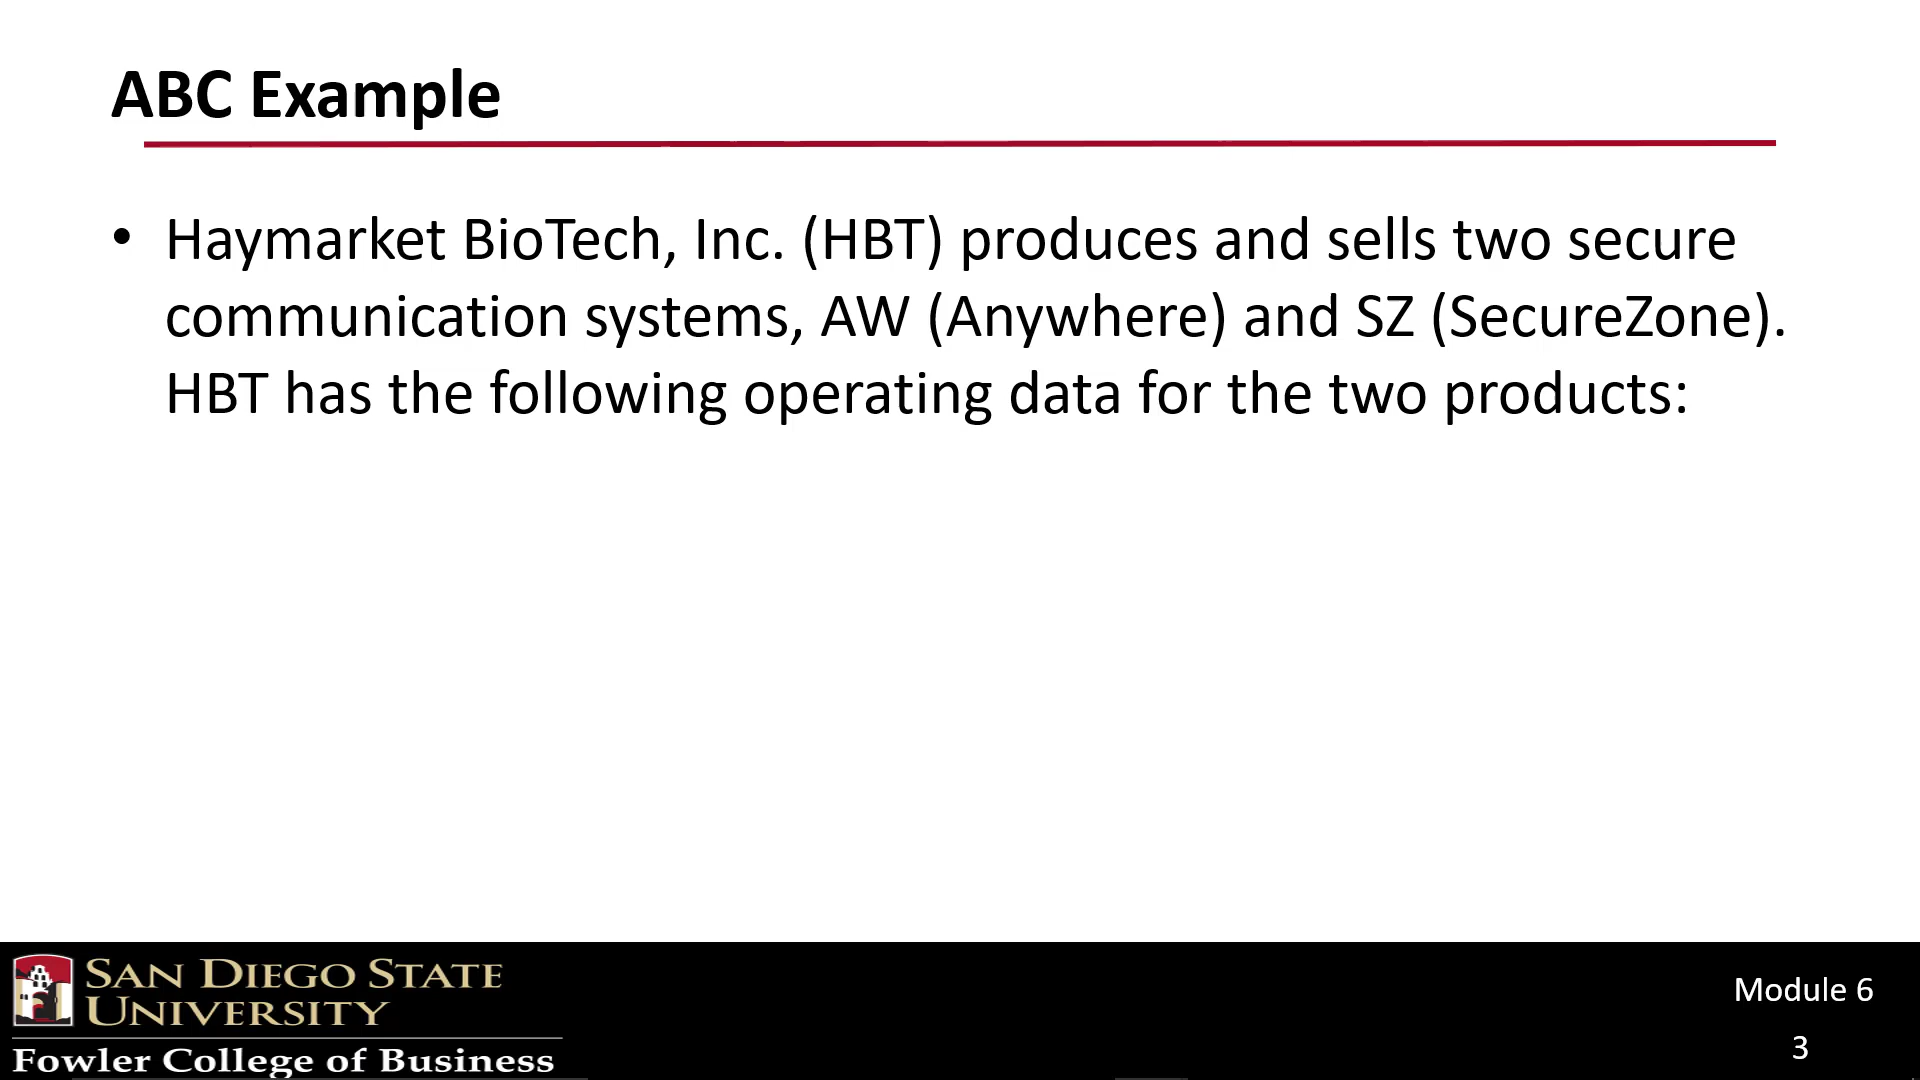 ABC Example
• Haymarket BioTech, Inc. (HBT) produces and sells two secure
communication systems, AW (Anywhere) and SZ (SecureZone).
HBT has the following operating data for the two products:
SAN DIEGO STATE
UNIVERSITY
Fowler College of Business
Module 6
3